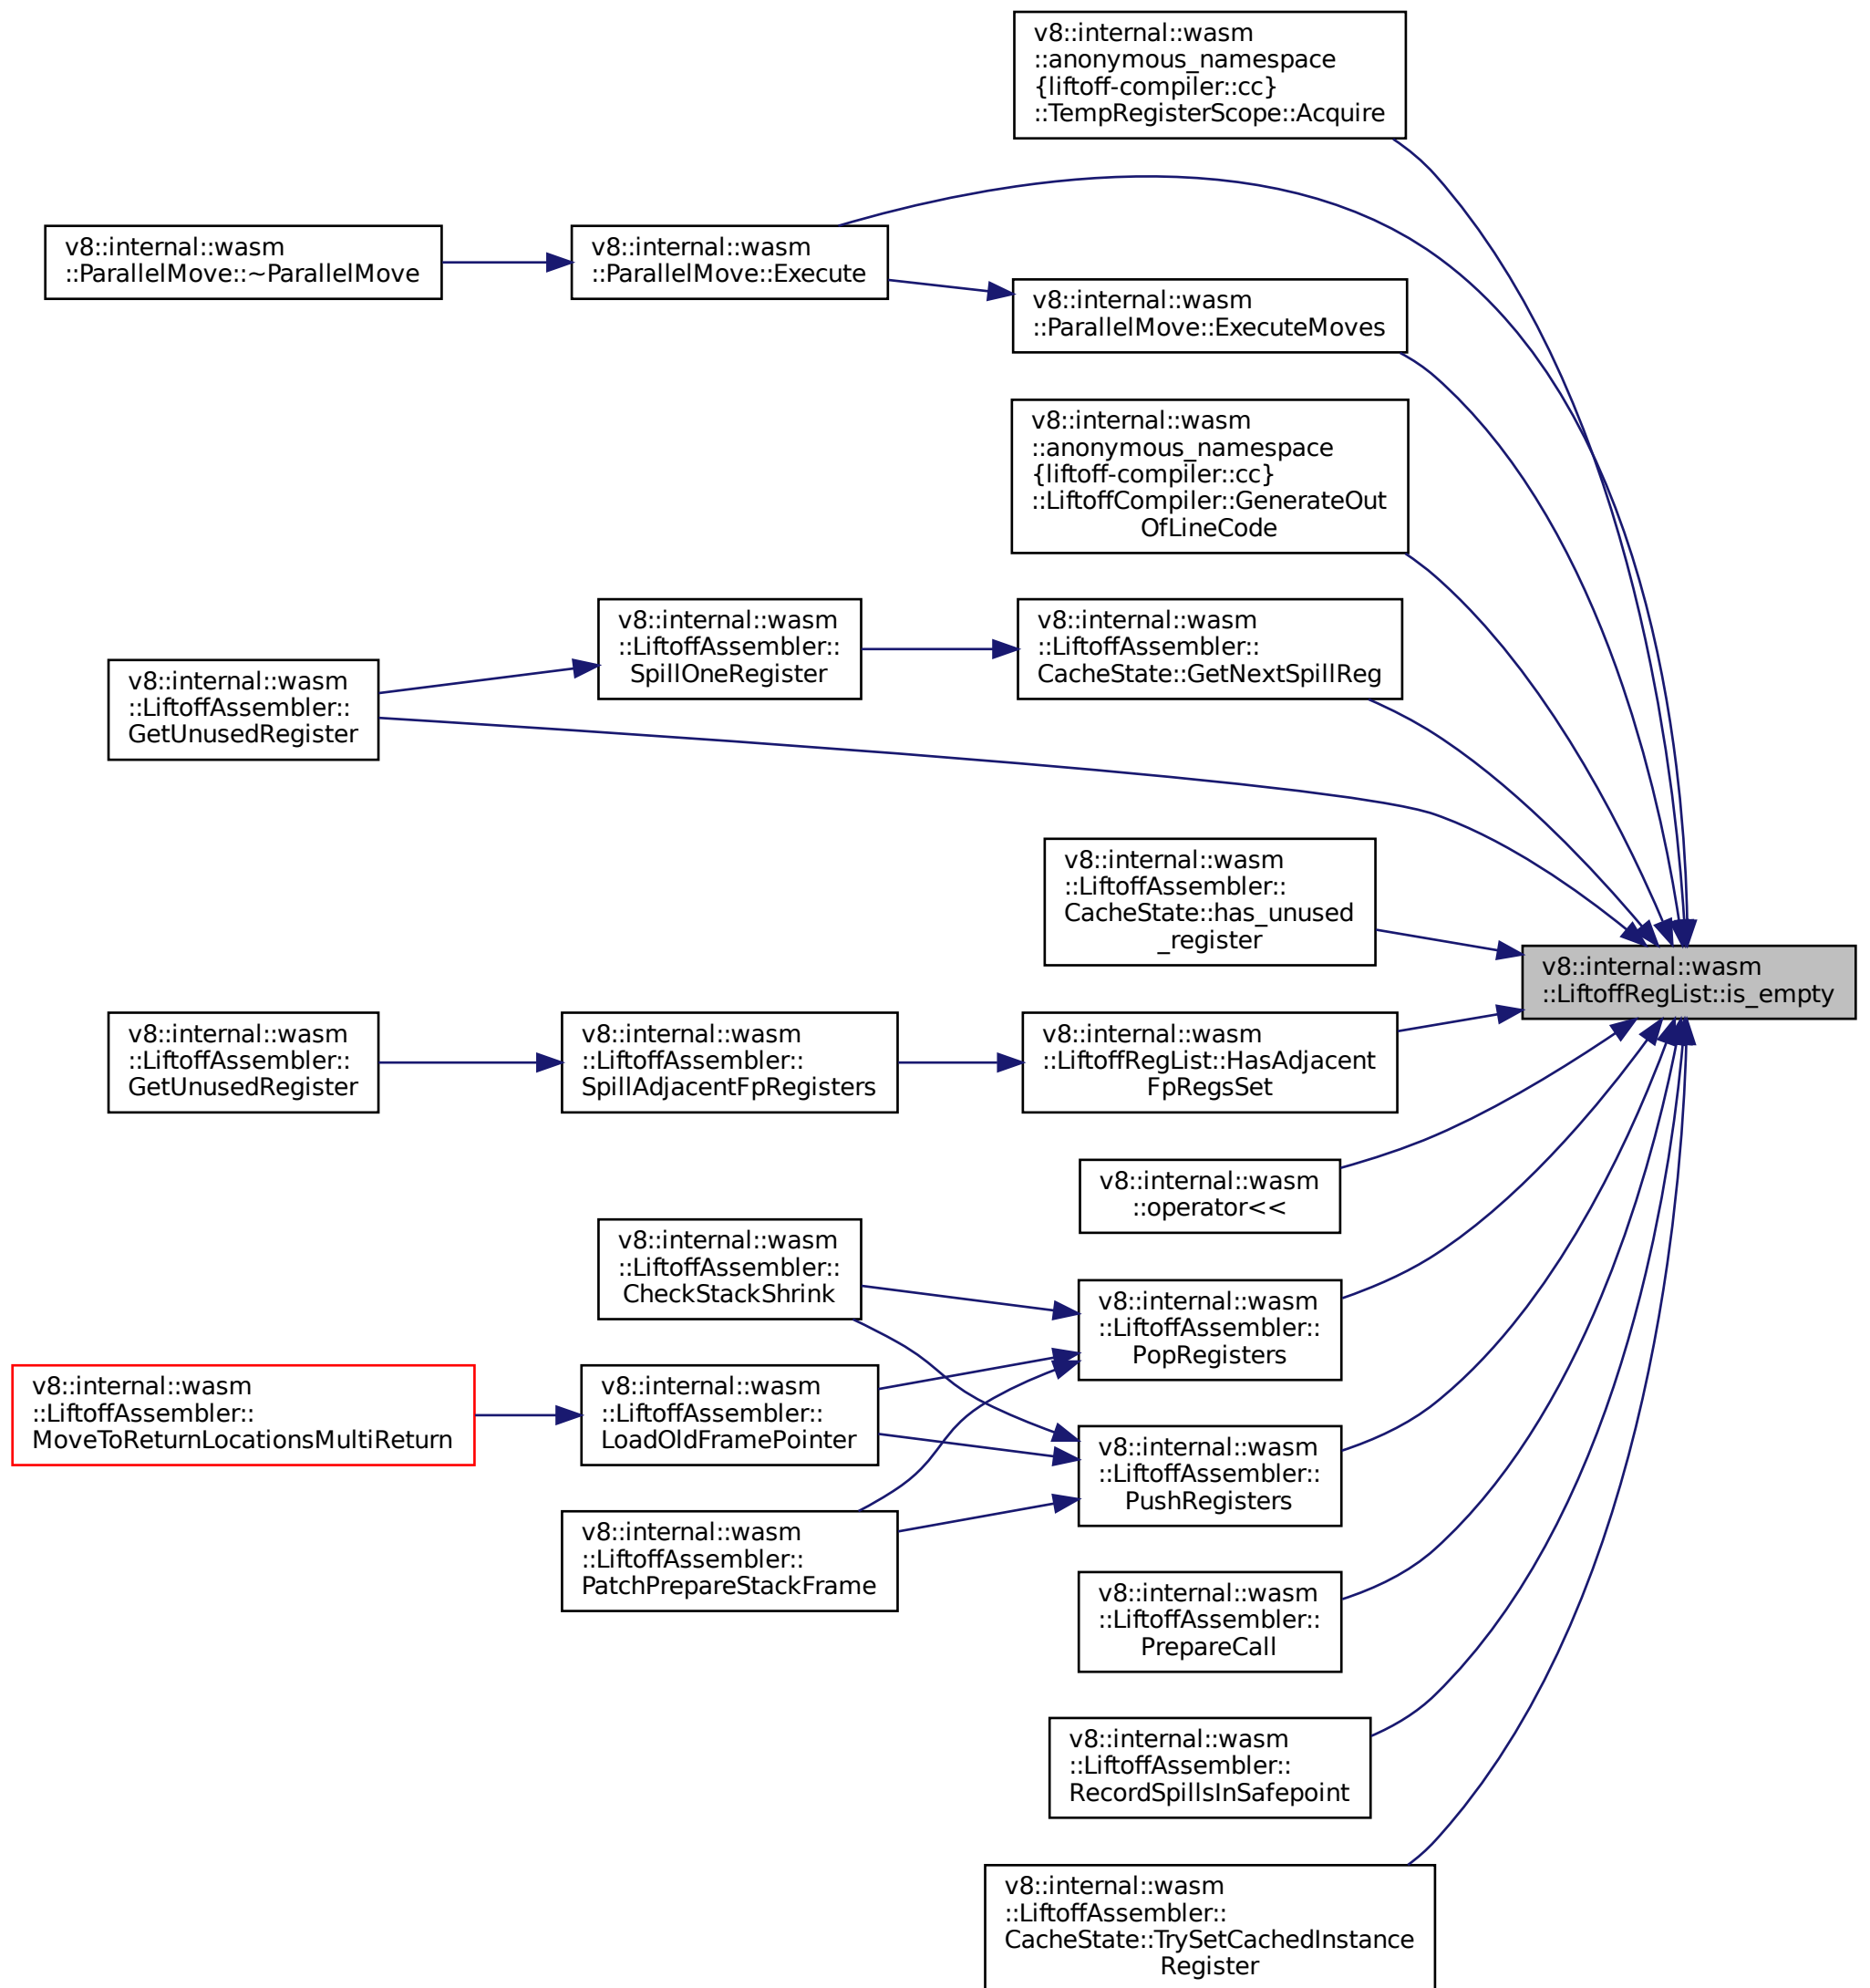 v8::internal::wasm
::anonymous_namespace
{liftoff-compiler::cc}
::TempRegisterScope::Acquire
v8::internal::wasm
::ParallelMove::~ParallelMove
v8::internal::wasm
::ParallelMove::Execute
v8::internal::wasm
::ParallelMove::ExecuteMoves
v8::internal::wasm
::anonymous_namespace
{liftoff-compiler::cc}
::LiftoffCompiler::GenerateOut
OfLineCode
v8::internal::wasm
::LiftoffAssembler::
SpillOneRegister
v8::internal::wasm
::LiftoffAssembler::
CacheState::GetNextSpillReg
v8::internal::wasm
::LiftoffAssembler::
GetUnusedRegister
v8::internal::wasm
::LiftoffAssembler::
CacheState::has_unused
_register
v8::internal::wasm
::LiftoffRegList::is_empty
v8::internal::wasm
::LiftoffAssembler::
GetUnusedRegister
v8::internal::wasm
::LiftoffAssembler::
SpillAdjacentFpRegisters
v8::internal::wasm
::LiftoffRegList::HasAdjacent
FpRegsSet
v8::internal::wasm
::operator<<
v8::internal::wasm
::LiftoffAssembler::
CheckStackShrink
v8::internal::wasm
::LiftoffAssembler::
PopRegisters
v8::internal::wasm
::LiftoffAssembler::
MoveToReturnLocationsMultiReturn
v8::internal::wasm
::LiftoffAssembler::
LoadOldFramePointer
v8::internal::wasm
::LiftoffAssembler::
PushRegisters
v8::internal::wasm
::LiftoffAssembler::
PatchPrepareStackFrame
v8::internal::wasm
::LiftoffAssembler::
PrepareCall
v8::internal::wasm
::LiftoffAssembler::
RecordSpillsInSafepoint
v8::internal::wasm
::LiftoffAssembler::
CacheState::TrySetCachedInstance
Register